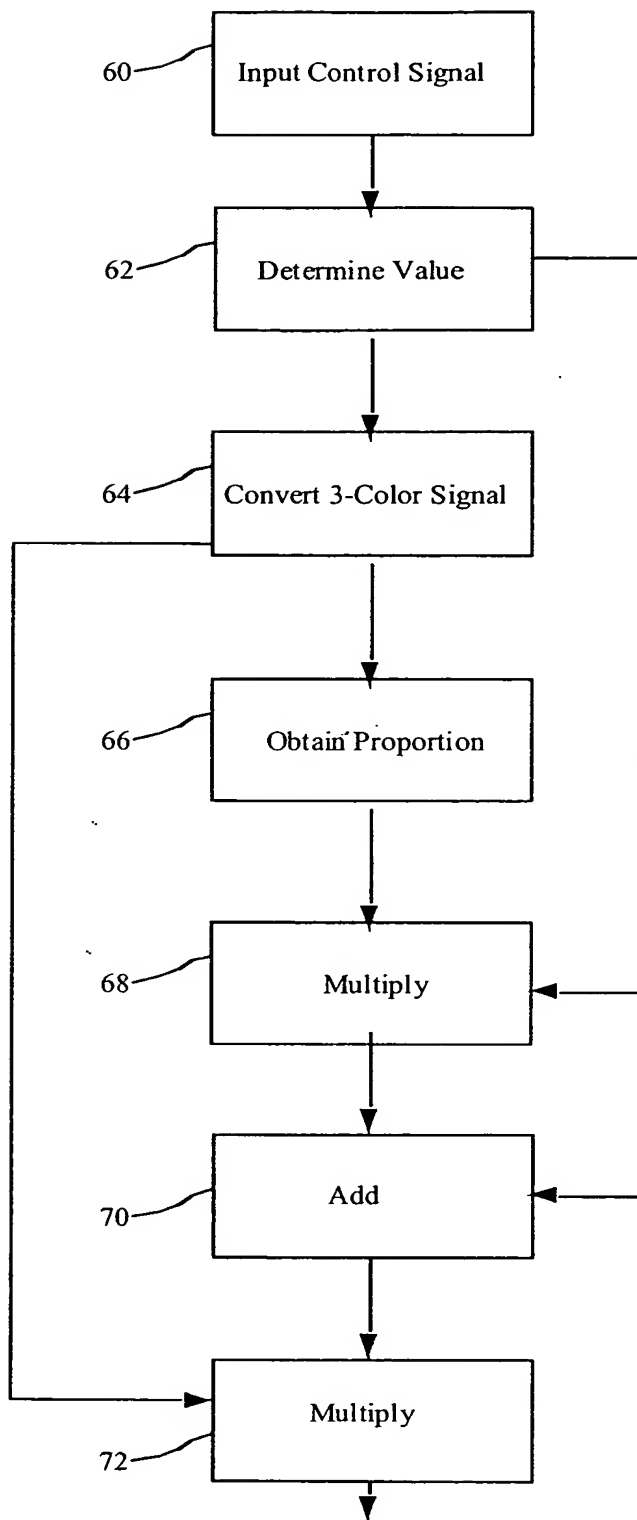 60
Input Control Signal
62
Determine Value
64
Convert 3-Color Signal
66
Obtain Proportion
68
Multiply
70
Add
Multiply
72